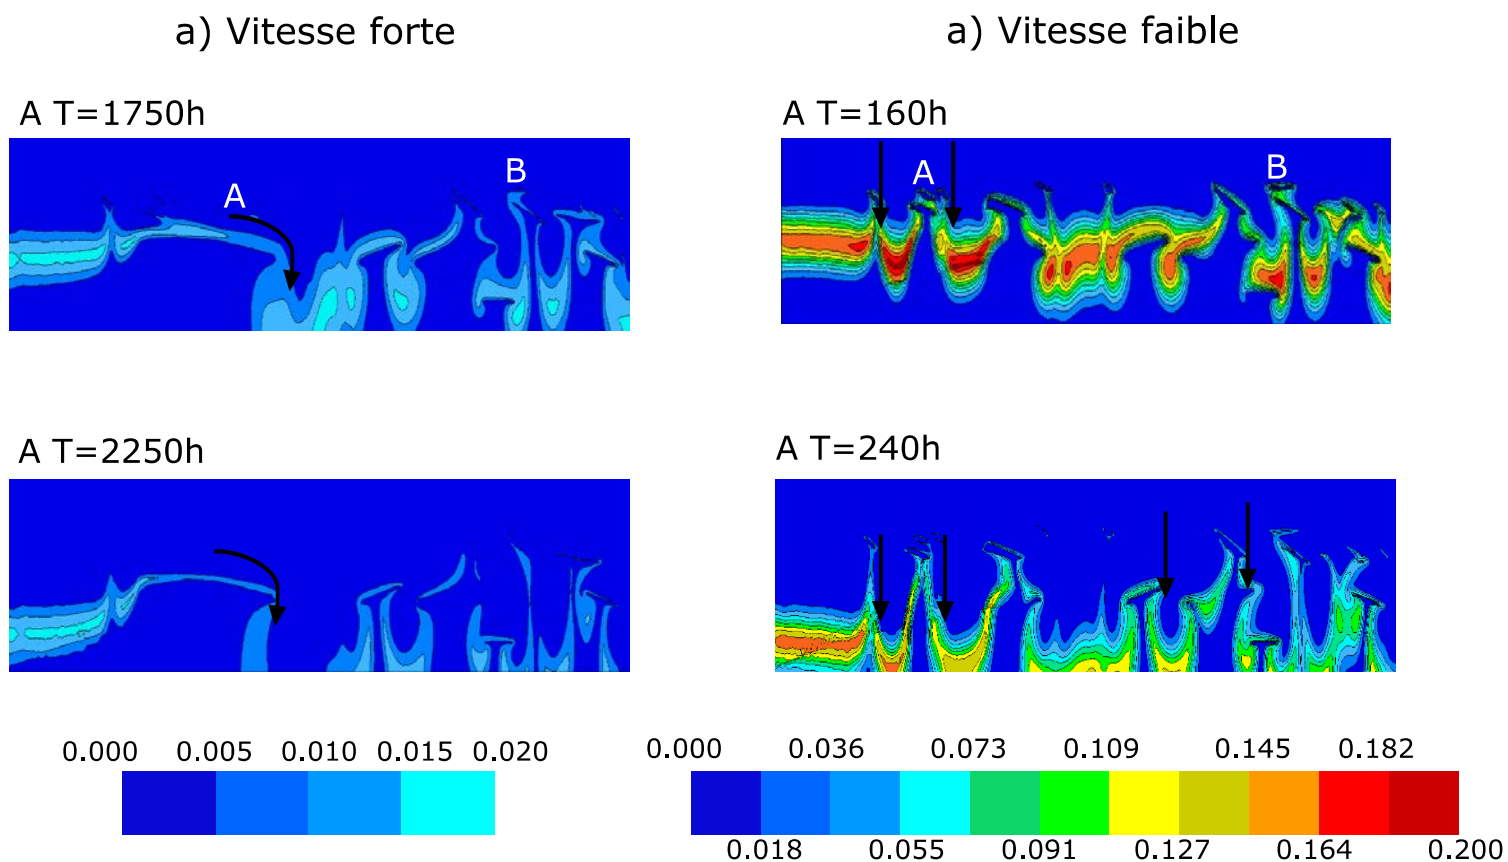 a) Vitesse forte
a) Vitesse faible
A T=1750h
A T=160h
A
B
A
B
A T=2250h
A T=240h
0.000 0.005 0.010 0.015 0.020
0.000 0.036 0.073 0.109 0.145 0.182
0.018 0.055 0.091 0.127 0.164 0.200